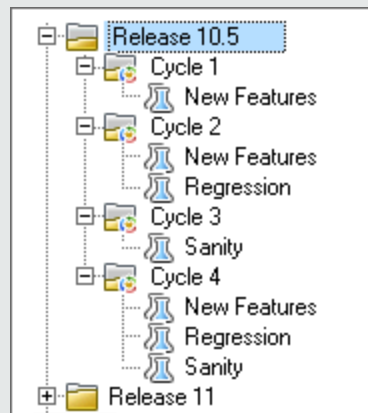 Release 10.5
Cycle 1
New Features
Cycle 2
New Features
Regression
Cycle 3
Sanity
Cycle 4
New Features
Regression
Sanity
Release 11